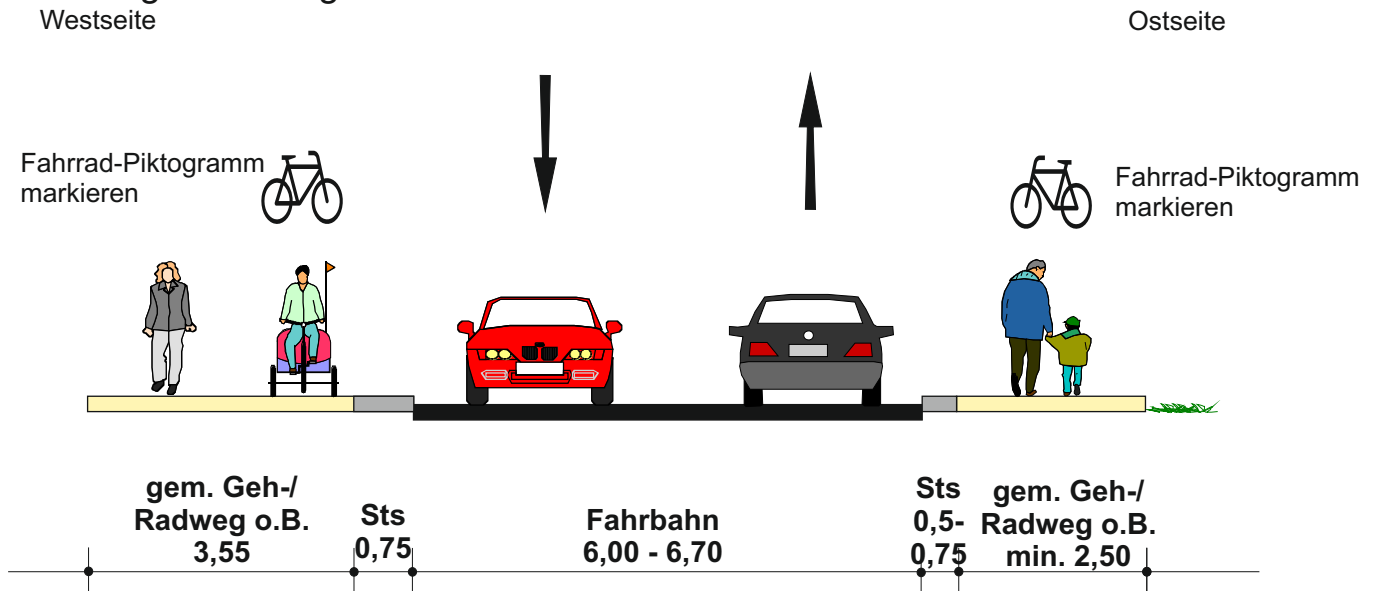 Westseite
Ostseite
Fahrrad-Piktogramm
markieren
Fahrrad-Piktogramm
markieren
gem. Geh-/
Radweg o.B.
3,55
Sts
0,75
Fahrbahn
6,00 - 6,70
Sts
0,5-
0,75
gem. Geh-/
Radweg o.B.
min. 2,50